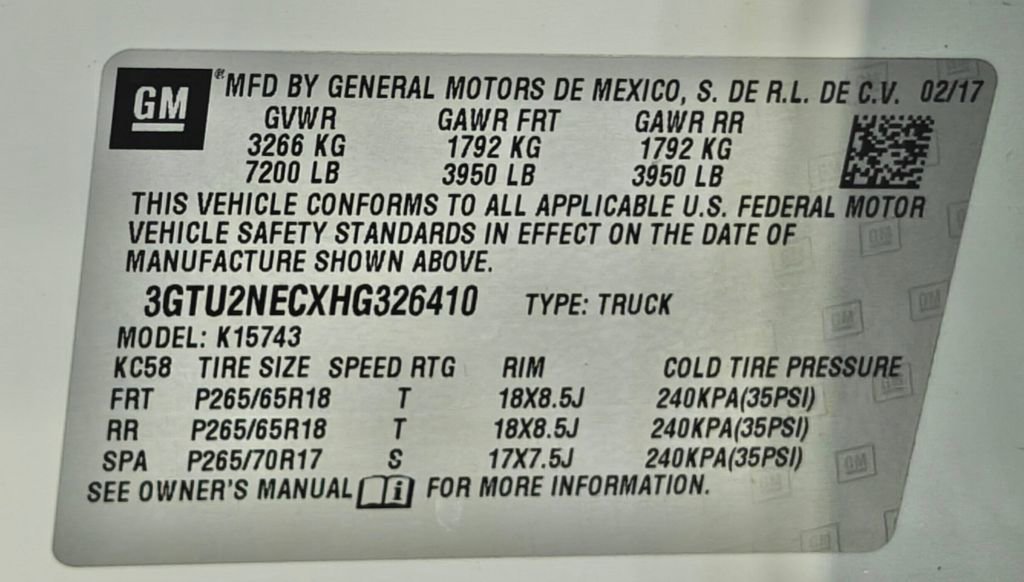 GM
® MFD BY GENERAL MOTORS DE MEXICO, S. DE R.L. DE C.V. 02/17
GVWR GAWR FRT GAWR RR
3266 KG 1792 KG 1792 KG
7200 LB 3950 LB 3950 LB
THIS VEHICLE CONFORMS TO ALL APPLICABLE U.S. FEDERAL MOTOR
VEHICLE SAFETY STANDARDS IN EFFECT ON THE DATE OF
MANUFACTURE SHOWN ABOVE.
3GTU2NECXHG326410 TYPE: TRUCK
MODEL: K15743
KC58 TIRE SIZE SPEED RTG RIM COLD TIRE PRESSURE
FRT P265/65R18 T 18X8.5J 240KPA(35PSI)
RR P265/65R18 T 18X8.5J 240KPA(35PSI)
SPA P265/70R17 S 17X7.5J 240KPA(35PSI)
SEE OWNER'S MANUAL i FOR MORE INFORMATION.